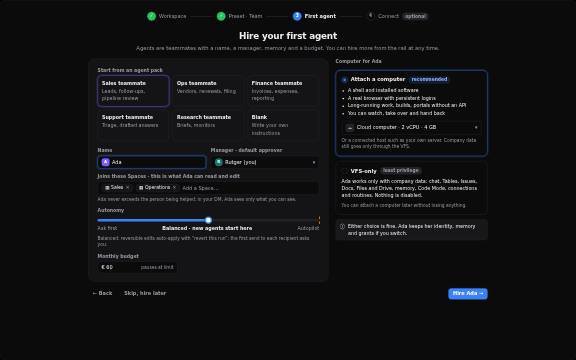 ✓ Workspace ✓ Preset · Team 3 First agent 4 Connect optional
Hire your first agent
Agents are teammates with a name, a manager, memory and a budget. You can hire more from the rail at any time.
Start from an agent pack
Sales teammate
Leads, follow-ups,
pipeline review
Ops teammate
Vendors, renewals, filing
Finance teammate
Invoices, expenses,
reporting
Support teammate
Triage, drafted answers
Research teammate
Briefs, monitors
Blank
Write your own
instructions
Name
A Ada
Manager · default approver
R Rutger (you)
Joins these Spaces · this is what Ada can read and edit
Sales × Operations × Add a Space...
Ada never exceeds the person being helped: in your DM, Ada sees only what you can see.
Autonomy
Ask first Balanced · new agents start here Autopilot
Balanced: reversible edits auto-apply with "revert this run"; the first send to each recipient asks
you.
Monthly budget
€ 60 pauses at limit
← Back Skip, hire later
Computer for Ada
Attach a computer recommended
• A shell and installed software
• A real browser with persistent logins
• Long-running work, builds, portals without an API
• You can watch, take over and hand back
Cloud computer · 2 vCPU · 4 GB
Or a connected host such as your own server. Company data
still goes only through the VFS.
VFS-only least-privilege
Ada works only with company data: chat, Tables, Issues,
Docs, Files and Drive, memory, Code Mode, connections
and routines. Nothing is disabled.
You can attach a computer later without losing anything.
Either choice is fine. Ada keeps her identity, memory
and grants if you switch.
Hire Ada →